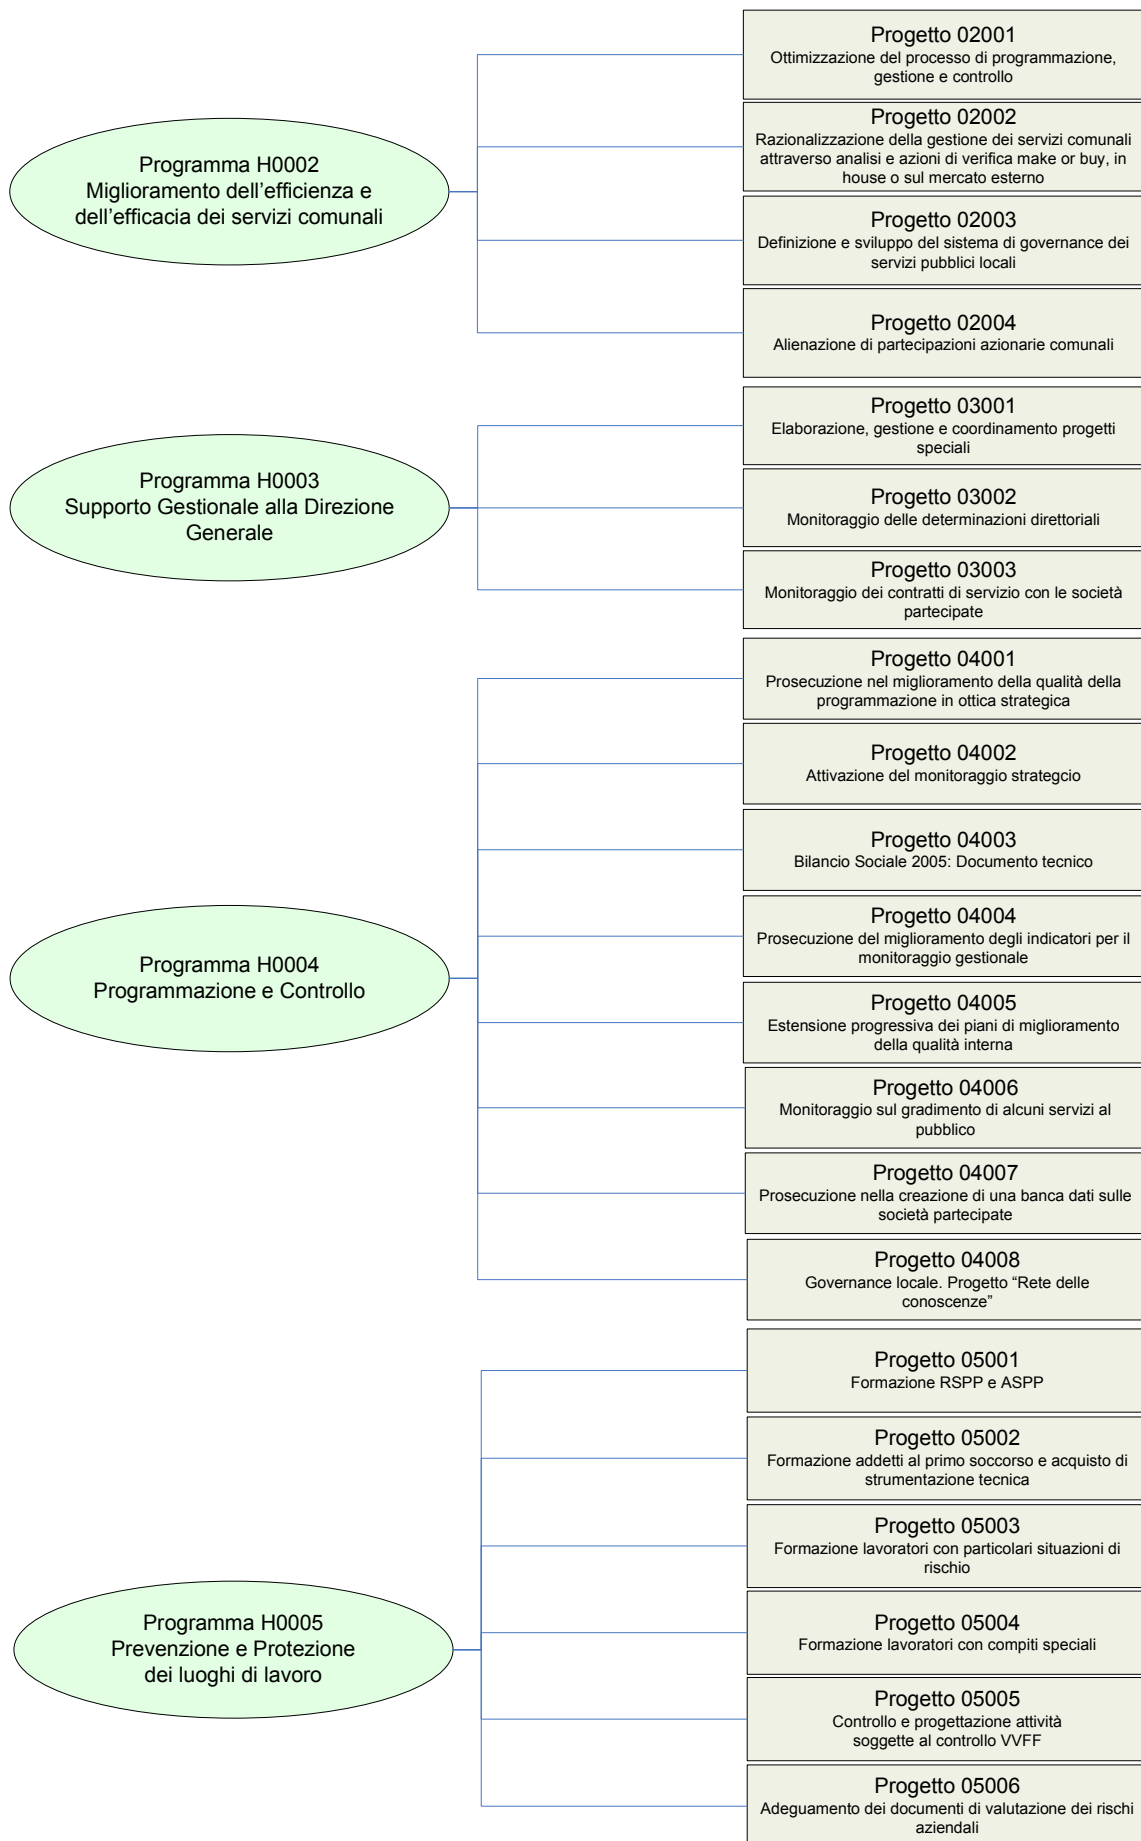 Programma H0002
Miglioramento dell'efficienza e
dell'efficacia dei servizi comunali
Progetto 02001
Ottimizzazione del processo di programmazione,
gestione e controllo
Progetto 02002
Razionalizzazione della gestione dei servizi comunali
attraverso analisi e azioni di verifica make or buy, in
house o sul mercato esterno
Progetto 02003
Definizione e sviluppo del sistema di governance dei
servizi pubblici locali
Progetto 02004
Alienazione di partecipazioni azionarie comunali
Programma H0003
Supporto Gestionale alla Direzione
Generale
Progetto 03001
Elaborazione, gestione e coordinamento progetti
speciali
Progetto 03002
Monitoraggio delle determinazioni direttoriali
Progetto 03003
Monitoraggio dei contratti di servizio con le società
partecipate
Programma H0004
Programmazione e Controllo
Progetto 04001
Prosecuzione nel miglioramento della qualità della
programmazione in ottica strategica
Progetto 04002
Attivazione del monitoraggio strategcio
Progetto 04003
Bilancio Sociale 2005: Documento tecnico
Progetto 04004
Prosecuzione del miglioramento degli indicatori per il
monitoraggio gestionale
Progetto 04005
Estensione progressiva dei piani di miglioramento
della qualità interna
Progetto 04006
Monitoraggio sul gradimento di alcuni servizi al
pubblico
Progetto 04007
Prosecuzione nella creazione di una banca dati sulle
società partecipate
Progetto 04008
Governance locale. Progetto “Rete delle
conoscenze”
Programma H0005
Prevenzione e Protezione
dei luoghi di lavoro
Progetto 05001
Formazione RSPP e ASPP
Progetto 05002
Formazione addetti al primo soccorso e acquisto di
strumentazione tecnica
Progetto 05003
Formazione lavoratori con particolari situazioni di
rischio
Progetto 05004
Formazione lavoratori con compiti speciali
Progetto 05005
Controllo e progettazione attività
soggette al controllo VVFF
Progetto 05006
Adeguamento dei documenti di valutazione dei rischi
aziendali